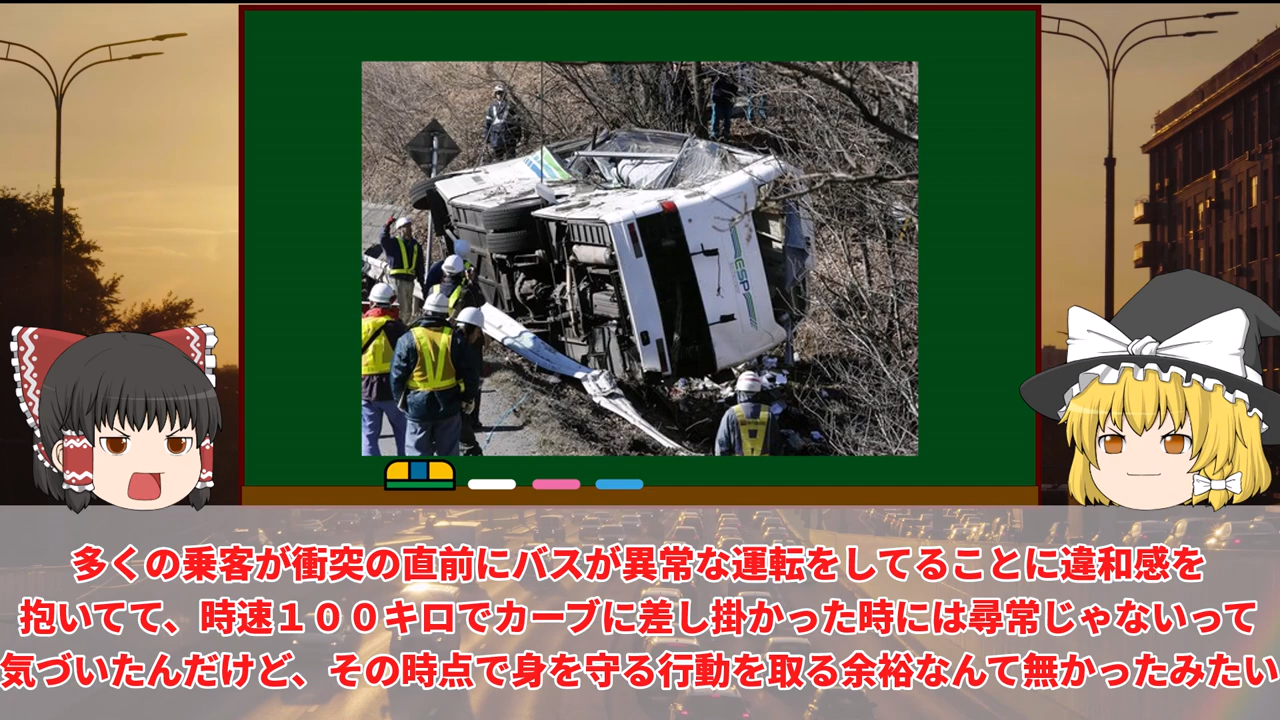 ESP
多くの乗客が衝突の直前にバスが異常な運転をしてることに違和感を
抱いてて、時速１００キロでカーブに差し掛かった時には尋常じゃないって
気づいたんだけど、その時点で身を守る行動を取る余裕なんて無かったみたい